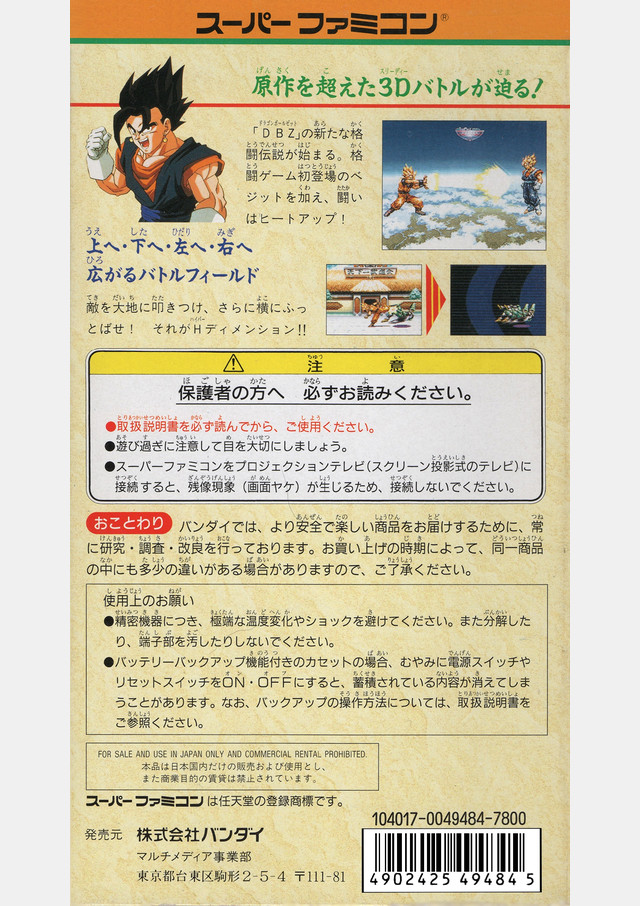 スーパーファミコン®
原作を超えた3Dバトルが迫る!
「DBZ」の新たな格
闘伝説が始まる。格
闘ゲーム初登場のベ
ジットを加え、闘い
はヒートアップ!
上へ・下へ・左へ・右へ
広がるバトルフィールド
敵を大地に叩きつけ、さらに横にふっ
とばせ! それがHディメンション!!
天下一武道会
注意
保護者の方へ 必ずお読みください。
●取扱説明書を必ず読んでから、ご使用ください。
●遊び過ぎに注意して目を大切にしましょう。
●スーパーファミコンをプロジェクションテレビ(スクリーン投影式のテレビ)に
接続すると、残像現象(画面ヤケ)が生じるため、接続しないでください。
おことわり バンダイでは、より安全で楽しい商品をお届けするために、常
に研究・調査・改良を行っております。お買い上げの時期によって、同一商品
の中にも多少の違いがある場合がありますので、ご了承ください。
使用上のお願い
●精密機器につき、極端な温度変化やショックを避けてください。また分解した
り、端子部を汚したりしないでください。
●バッテリーバックアップ機能付きのカセットの場合、むやみに電源スイッチや
リセットスイッチをON・OFFにすると、蓄積されている内容が消えてしま
うことがあります。なお、バックアップの操作方法については、取扱説明書を
ご参照ください。
FOR SALE AND USE IN JAPAN ONLY AND COMMERCIAL RENTAL PROHIBITED.
本品は日本国内だけの販売および使用とし、
また商業目的の賃貸は禁止されています。
スーパーファミコンは任天堂の登録商標です。
104017-0049484-7800
発売元 株式会社バンダイ
マルチメディア事業部
東京都台東区駒形2-5-4 〒111-81
4902425494845